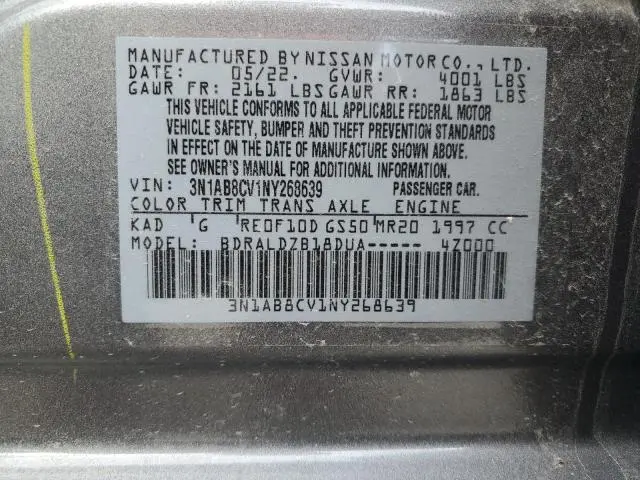 MANUFACTURED BY NISSAN MOTOR CO., LTD.
DATE: 05/22. GVWR: 4001 LBS
GAWR FR: 2161 LBS GAWR RR: 1863 LBS
THIS VEHICLE CONFORMS TO ALL APPLICABLE FEDERAL MOTOR
VEHICLE SAFETY, BUMPER AND THEFT PREVENTION STANDARDS
IN EFFECT ON THE DATE OF MANUFACTURE SHOWN ABOVE.
SEE OWNER'S MANUAL FOR ADDITIONAL INFORMATION.
VIN: 3N1AB8CV1NY268639 PASSENGER CAR.
COLOR TRIM TRANS AXLE ENGINE
KAD G RE0F10D GS50 MR20 1997 CC
MODEL: BDRALDZB18DUA----- 4Z000
3N1AB8CV1NY268639